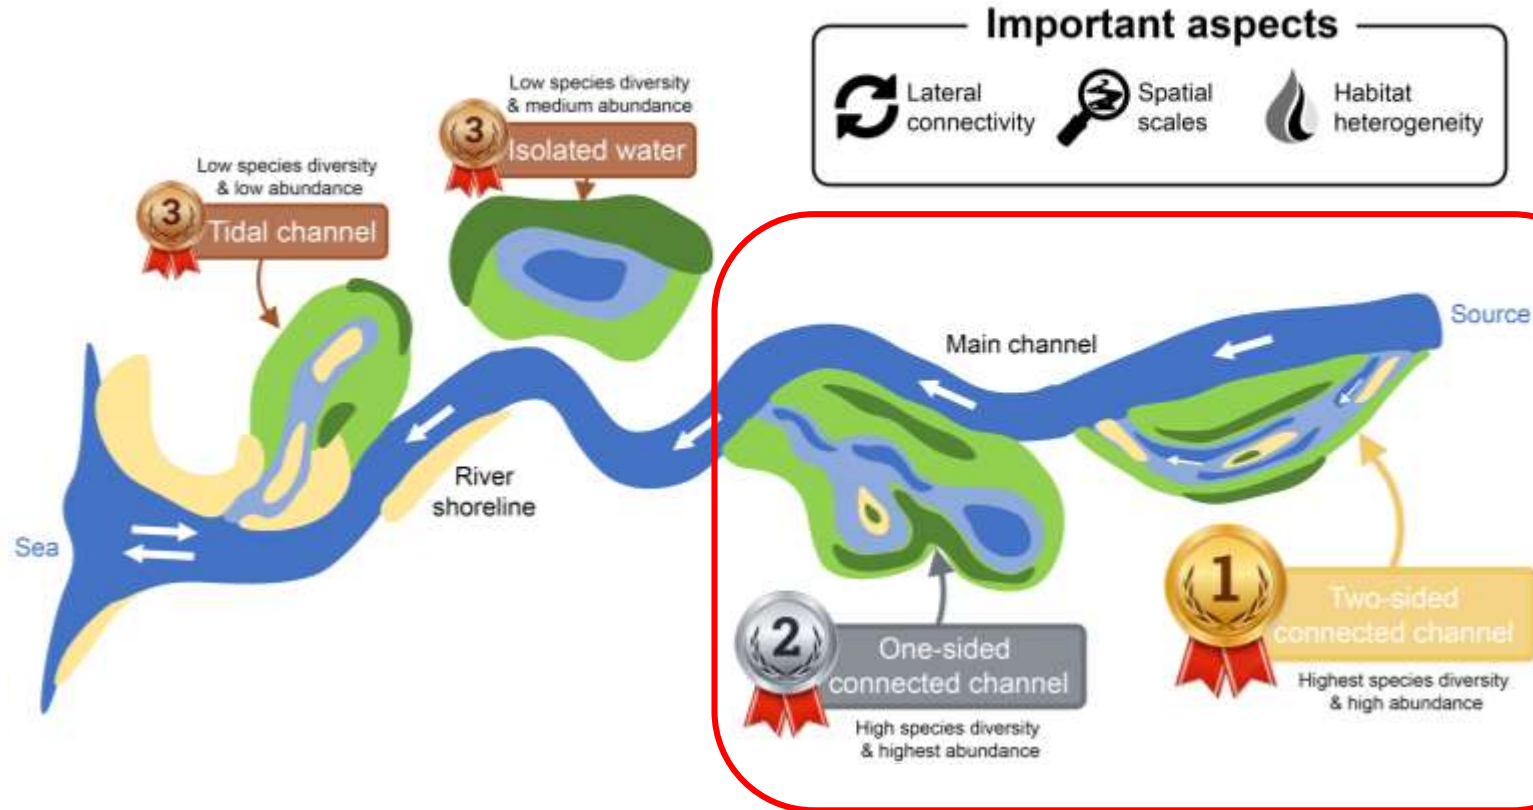 Important aspects
Lateral
connectivity
Spatial
scales
Habitat
heterogeneity
Low species diversity
& medium abundance
3
Isolated water
Low species diversity
& low abundance
3
Tidal channel
Source
Main channel
River
shoreline
Sea
1
Two-sided
connected channel
Highest species diversity
& high abundance
2
One-sided
connected channel
High species diversity
& highest abundance